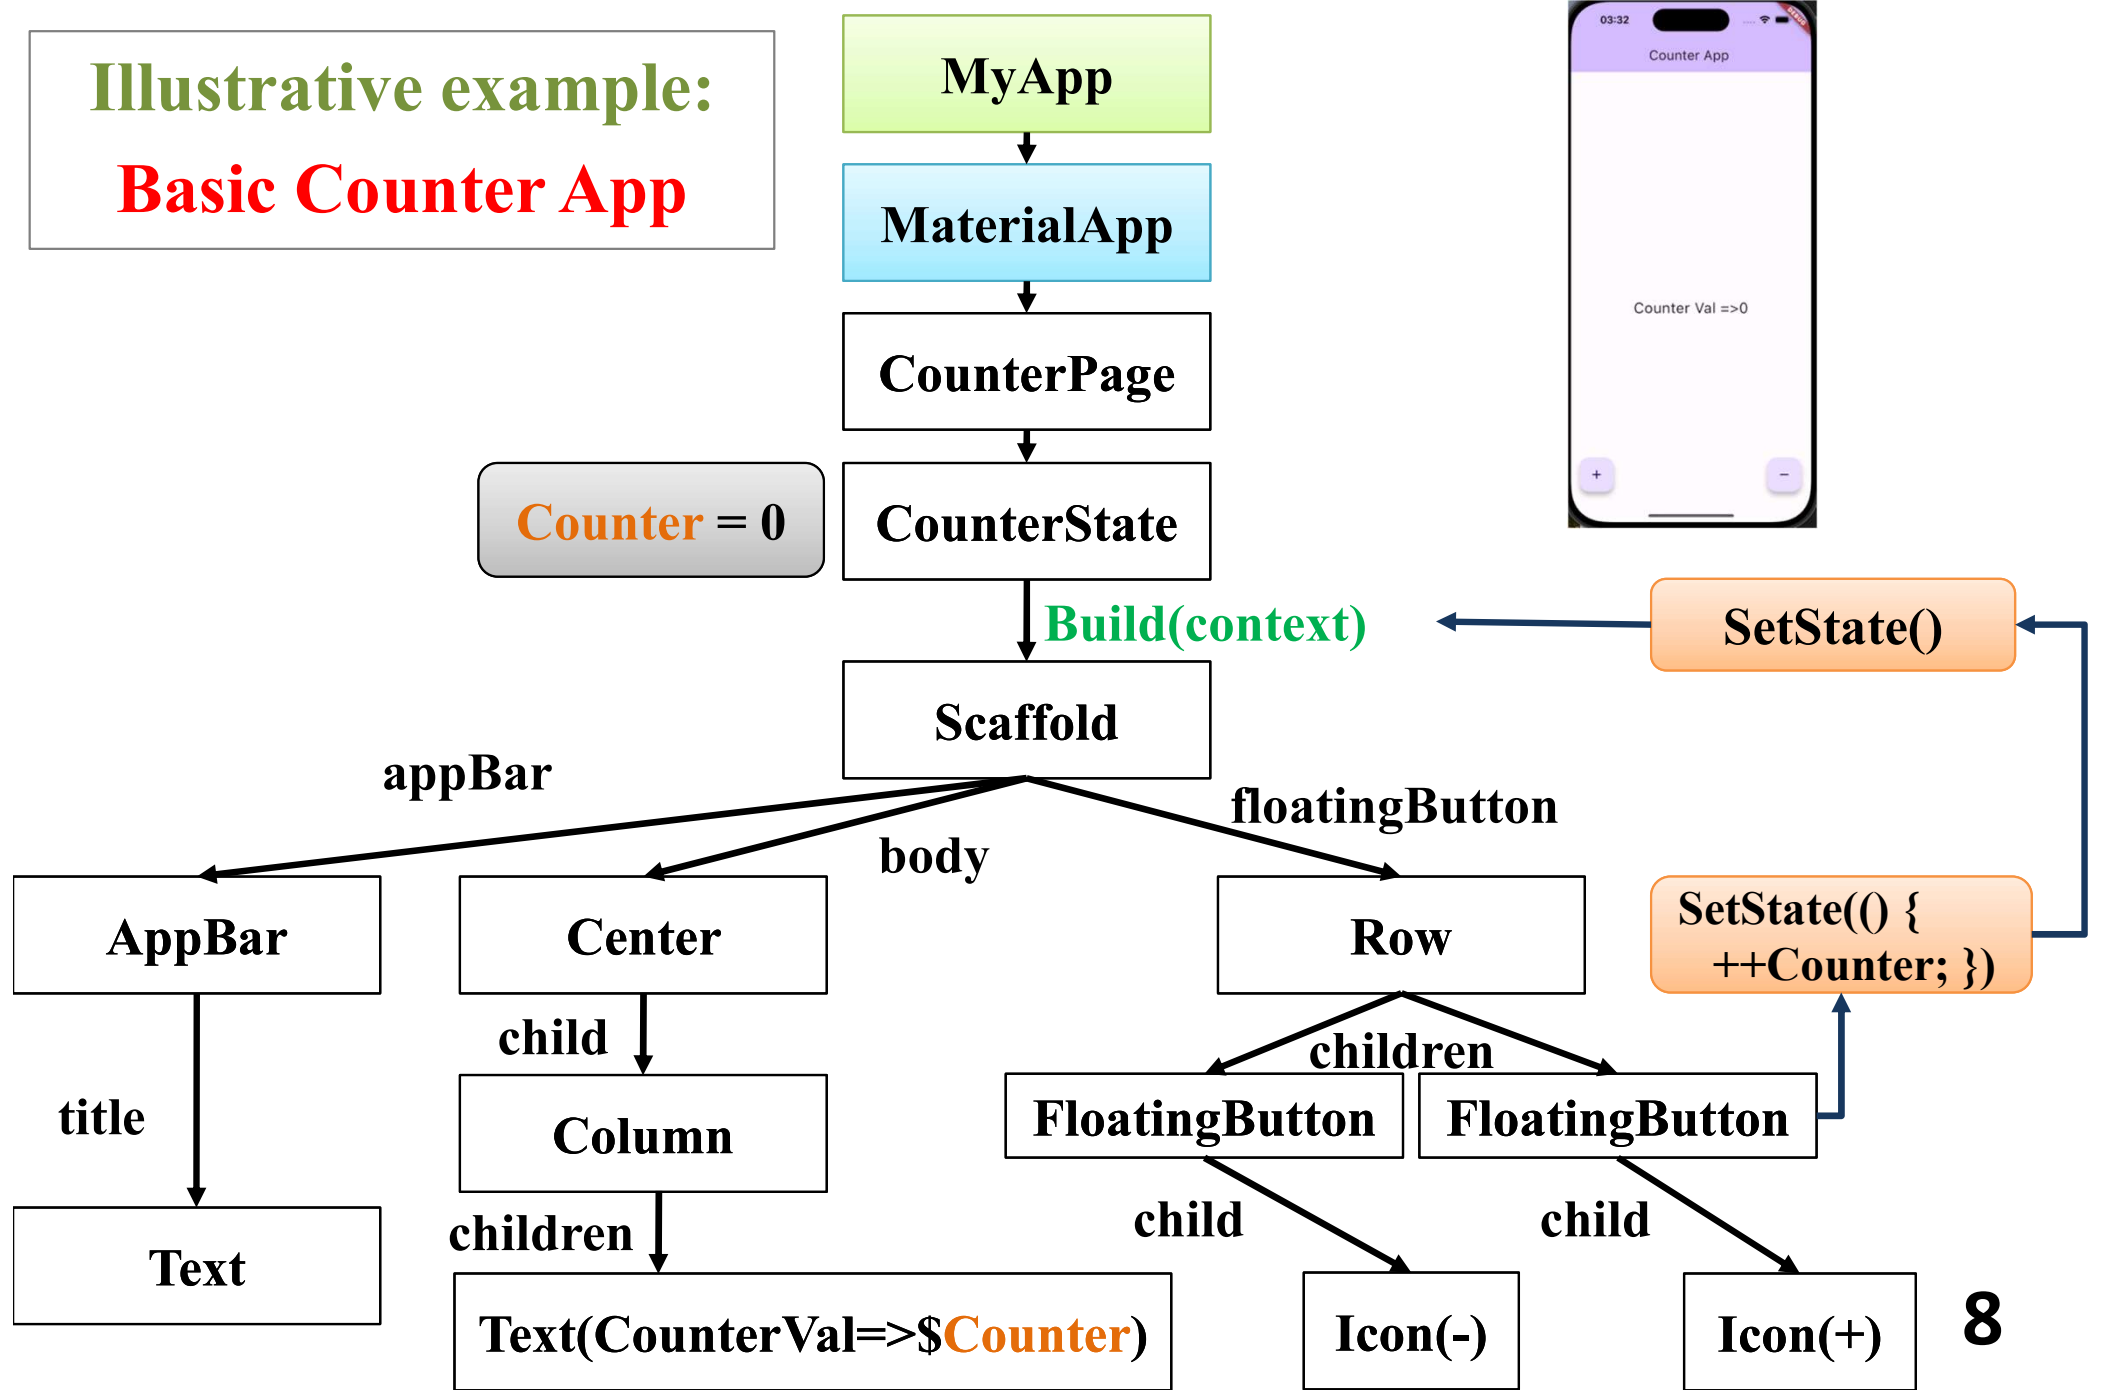 Illustrative example:
Basic Counter App
MyApp
03:32
DEBUG
Counter App
MaterialApp
CounterPage
Counter Val =>0
+
−
Counter = 0
CounterState
Build(context)
SetState()
Scaffold
appBar
body
floatingButton
AppBar
Center
Row
SetState(() {
++Counter; })
child
children
title
Column
FloatingButton
FloatingButton
children
child
child
Text
Text(CounterVal=>$Counter)
Icon(-)
Icon(+)
8